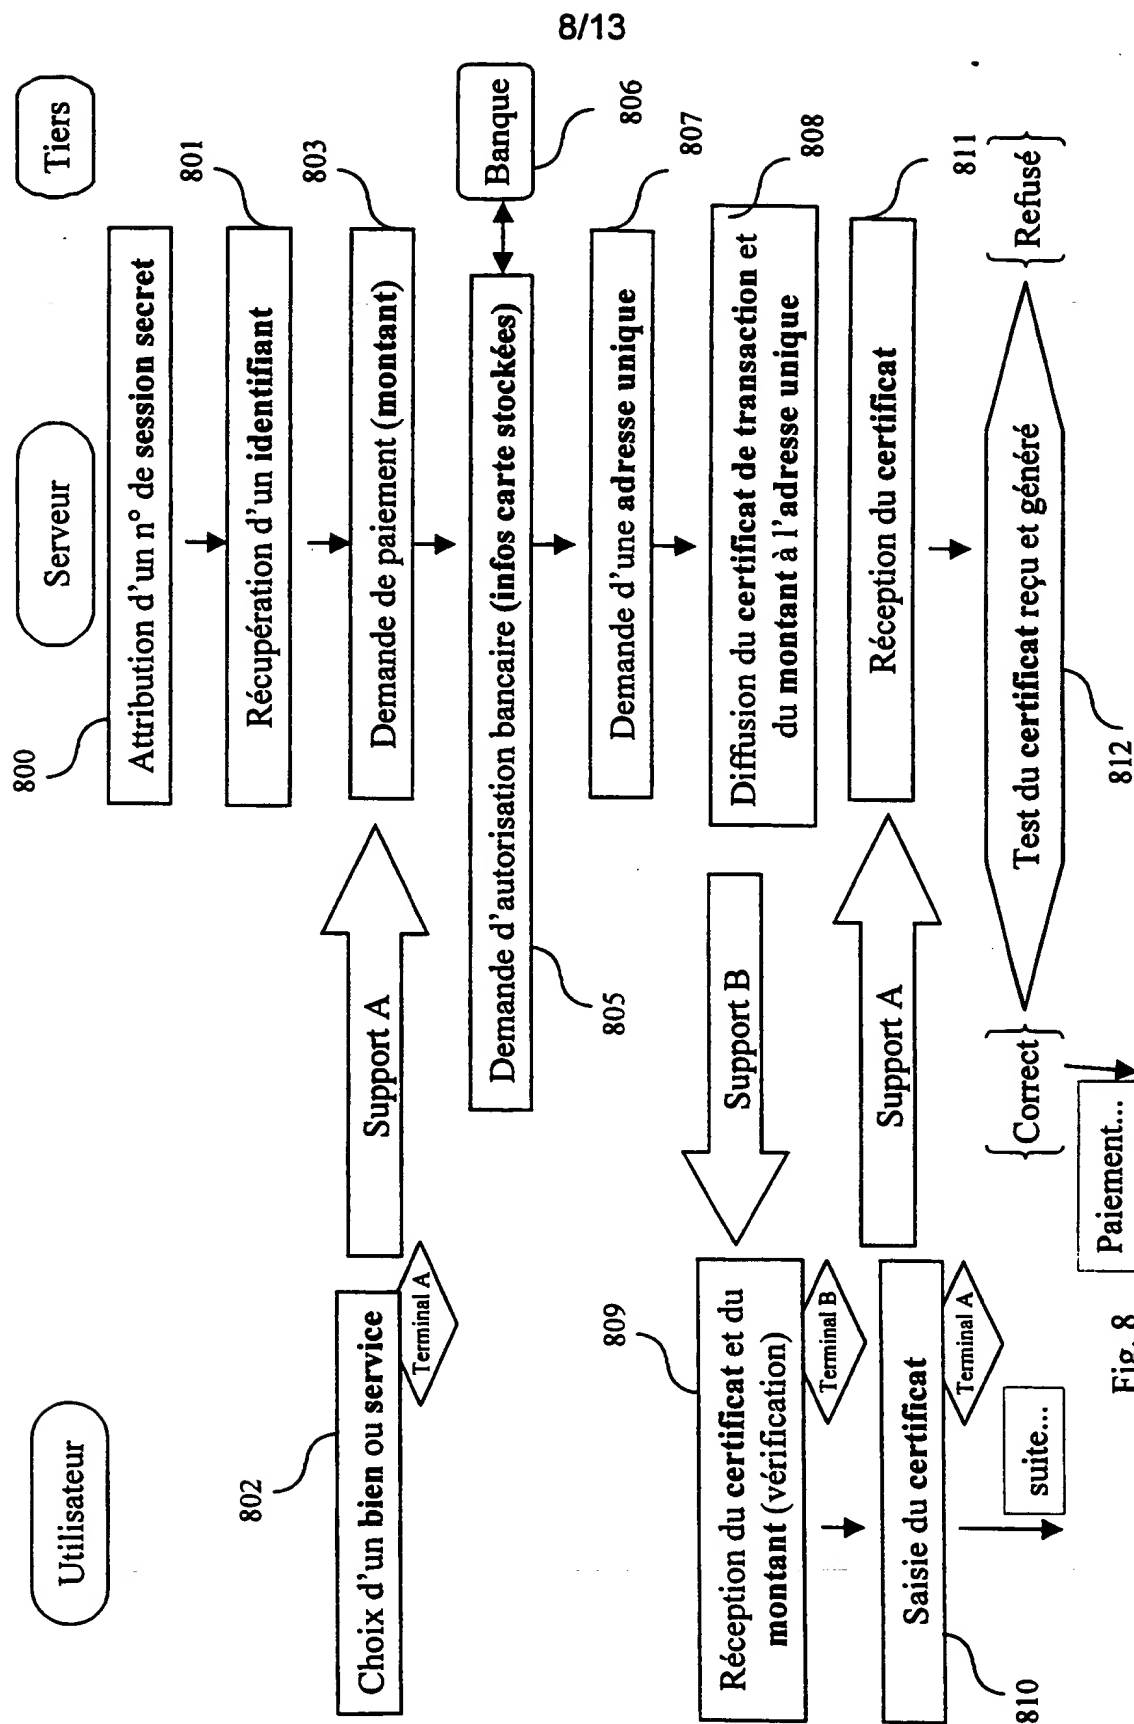 8/13
Utilisateur
Serveur
Tiers
800
Attribution d'un n° de session secret
801
Récupération d'un identifiant
802
Choix d'un bien ou service
Terminal A
Support A
803
Demande de paiement (montant)
805
Demande d'autorisation bancaire (infos carte stockées)
Banque
806
807
Demande d'une adresse unique
808
Diffusion du certificat de transaction et
du montant à l'adresse unique
Support B
809
Réception du certificat et du
montant (vérification)
Terminal B
810
Saisie du certificat
Terminal A
Support A
811
Réception du certificat
812
Test du certificat reçu et généré
Correct
Refusé
suite...
Paiement...
Fig. 8